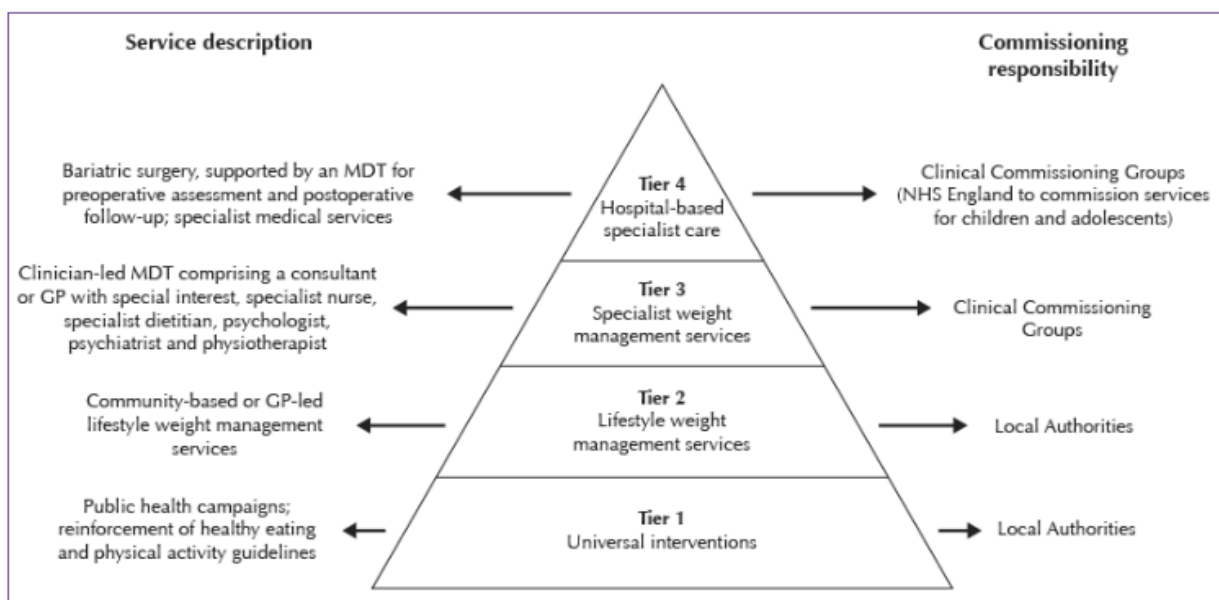 Service description
Commissioning
responsibility
Bariatric surgery, supported by an MDT for
preoperative assessment and postoperative
follow-up; specialist medical services
Tier 4
Hospital-based
specialist care
Clinical Commissioning Groups
(NHS England to commission services
for children and adolescents)
Clinician-led MDT comprising a consultant
or GP with special interest, specialist nurse,
specialist dietitian, psychologist,
psychiatrist and physiotherapist
Tier 3
Specialist weight
management services
Clinical Commissioning
Groups
Community-based or GP-led
lifestyle weight management
services
Tier 2
Lifestyle weight
management services
Local Authorities
Public health campaigns;
reinforcement of healthy eating
and physical activity guidelines
Tier 1
Universal interventions
Local Authorities